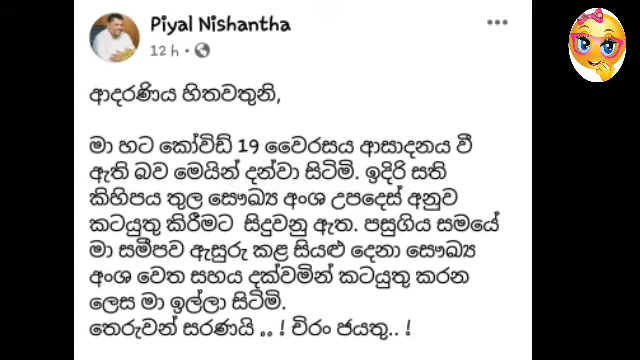 Piyal Nishantha
12 h
ආදරණිය හිතවතුනි,
මා හට කෝවිඩ් 19 වෛරසය ආසාදනය වී
ඇති බව මෙයින් දන්වා සිටිමි. ඉදිරි සති
කිහිපය තුල සෞඛ්‍ය අංශ උපදෙස් අනුව
කටයුතු කිරීමට සිදුවනු ඇත. පසුගිය සමයේ
මා සමීපව ඇසුරු කළ සියළු දෙනා සෞඛ්‍ය
අංශ වෙත සහය දක්වමින් කටයුතු කරන
ලෙස මා ඉල්ලා සිටිමි.
තෙරුවන් සරණයි .. ! චිරං ජයතු.. !